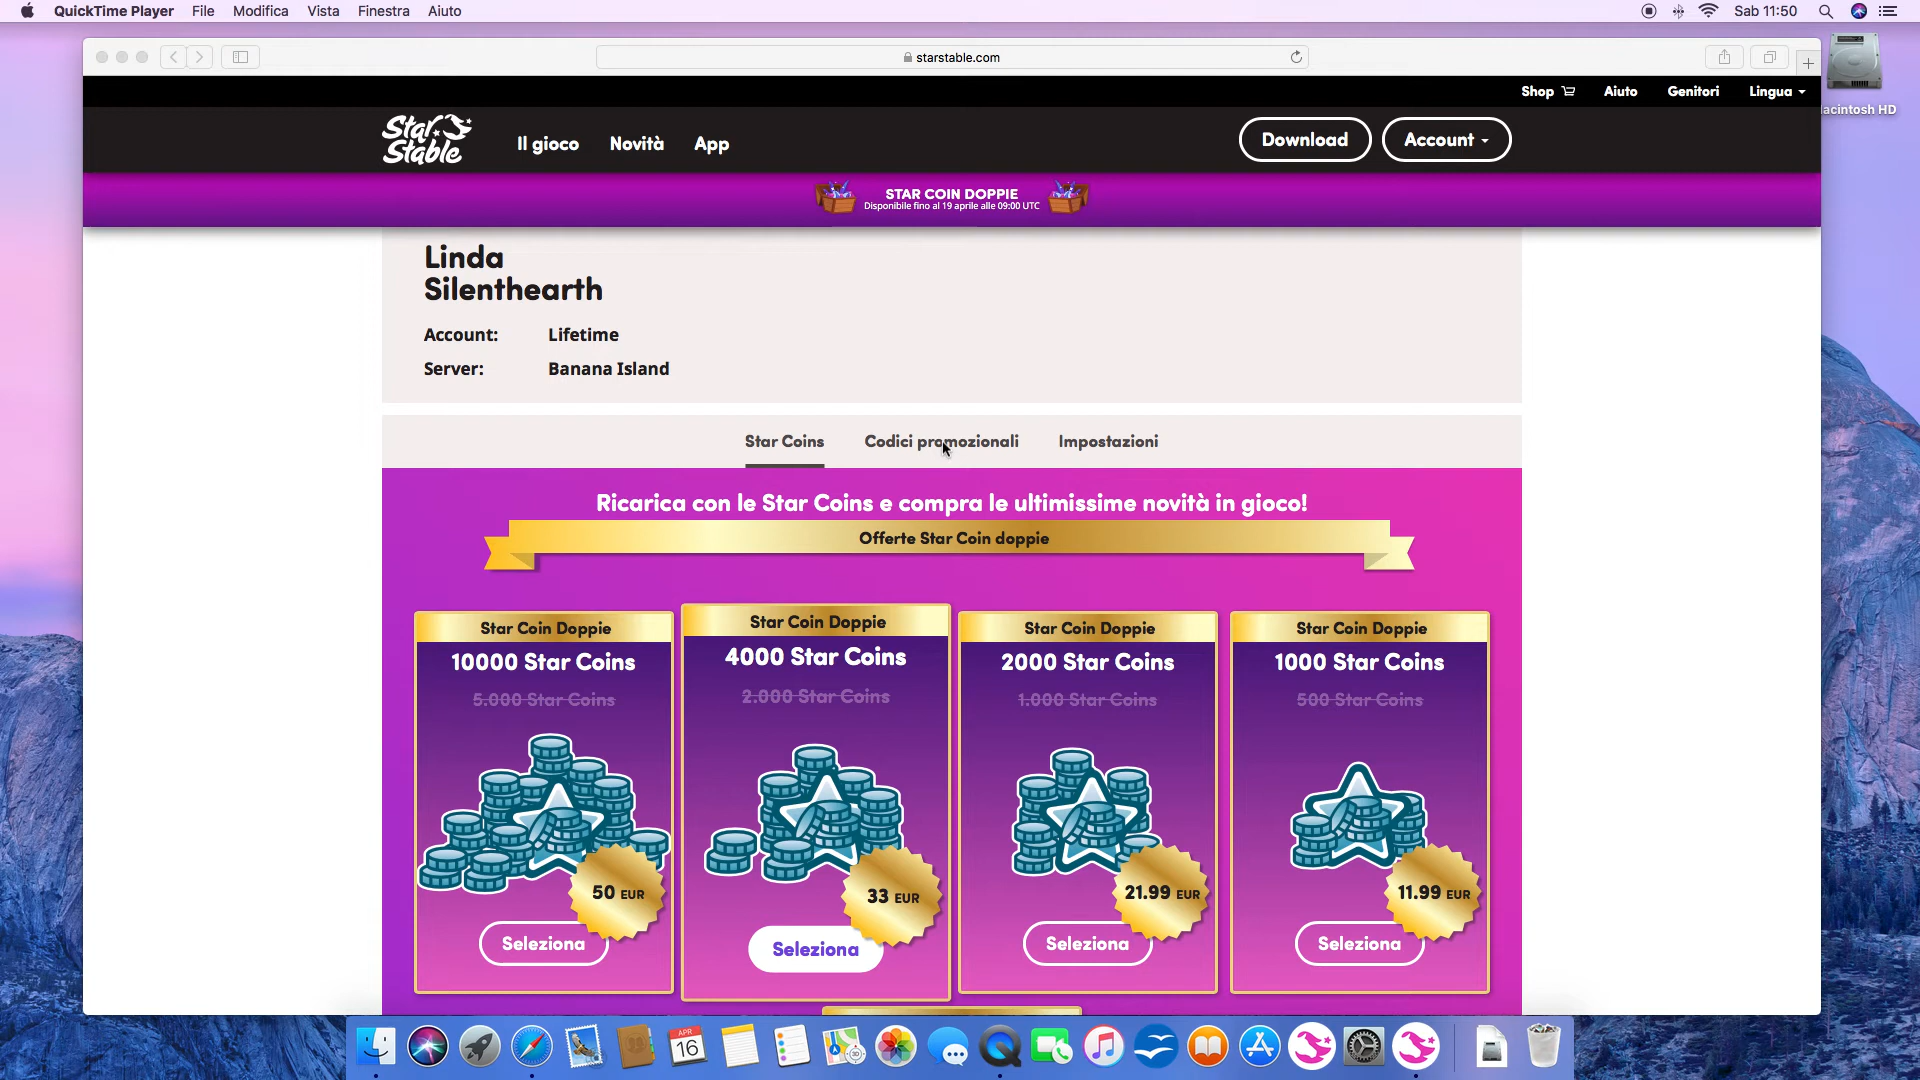 QuickTime Player File Modifica Vista Finestra Aiuto Sab 11:50
starstable.com
acintosh HD
Shop Aiuto Genitori Lingua
Star Stable
Il gioco Novità App Download Account
STAR COIN DOPPIE
Disponibile fino al 19 aprile alle 09:00 UTC
Linda
Silenthearth
Account: Lifetime
Server: Banana Island
Star Coins Codici promozionali Impostazioni
Ricarica con le Star Coins e compra le ultimissime novità in gioco!
Offerte Star Coin doppie
Star Coin Doppie
10000 Star Coins
5.000 Star Coins
50 EUR
Seleziona
Star Coin Doppie
4000 Star Coins
2.000 Star Coins
33 EUR
Seleziona
Star Coin Doppie
2000 Star Coins
1.000 Star Coins
21.99 EUR
Seleziona
Star Coin Doppie
1000 Star Coins
500 Star Coins
11.99 EUR
Seleziona
APR
16